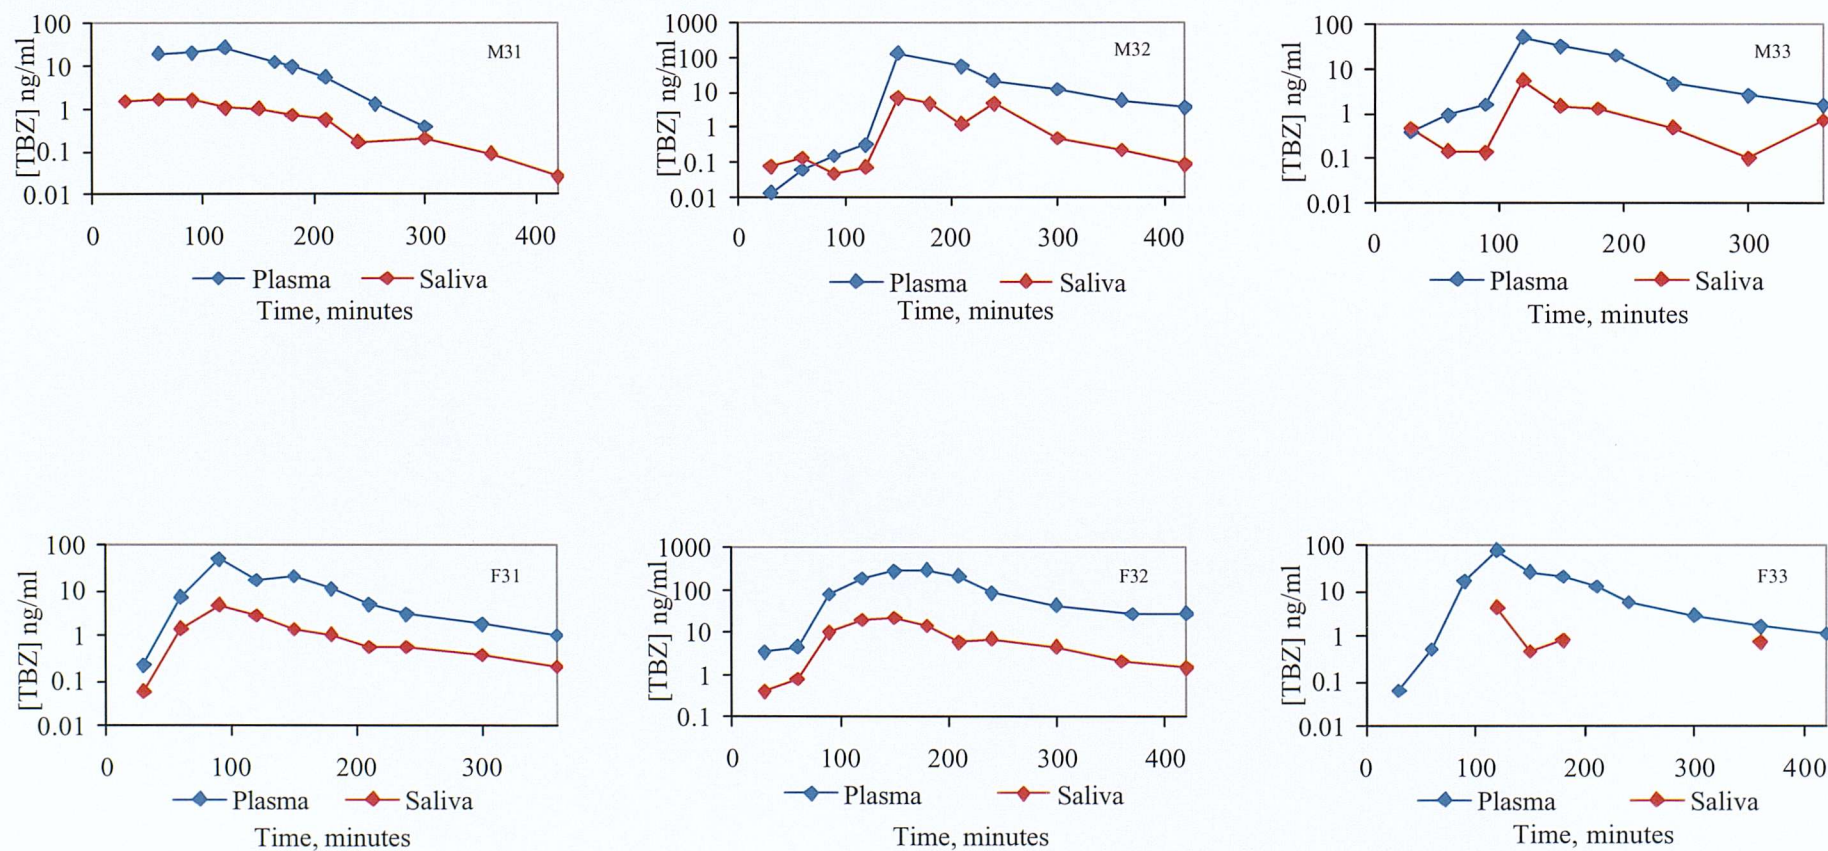 [TBZ] ng/ml
100
10
1
0.1
0.01
M31
0 100 200 300 400
Plasma Saliva
Time, minutes
[TBZ] ng/ml
1000
100
10
1
0.1
0.01
M32
0 100 200 300 400
Plasma Saliva
Time, minutes
[TBZ] ng/ml
100
10
1
0.1
0.01
M33
0 100 200 300
Plasma Saliva
Time, minutes
[TBZ] ng/ml
100
10
1
0.1
0.01
F31
0 100 200 300
Plasma Saliva
Time, minutes
[TBZ] ng/ml
1000
100
10
1
0.1
F32
0 100 200 300 400
Plasma Saliva
Time, minutes
[TBZ] ng/ml
100
10
1
0.1
0.01
F33
0 100 200 300 400
Plasma Saliva
Time, minutes